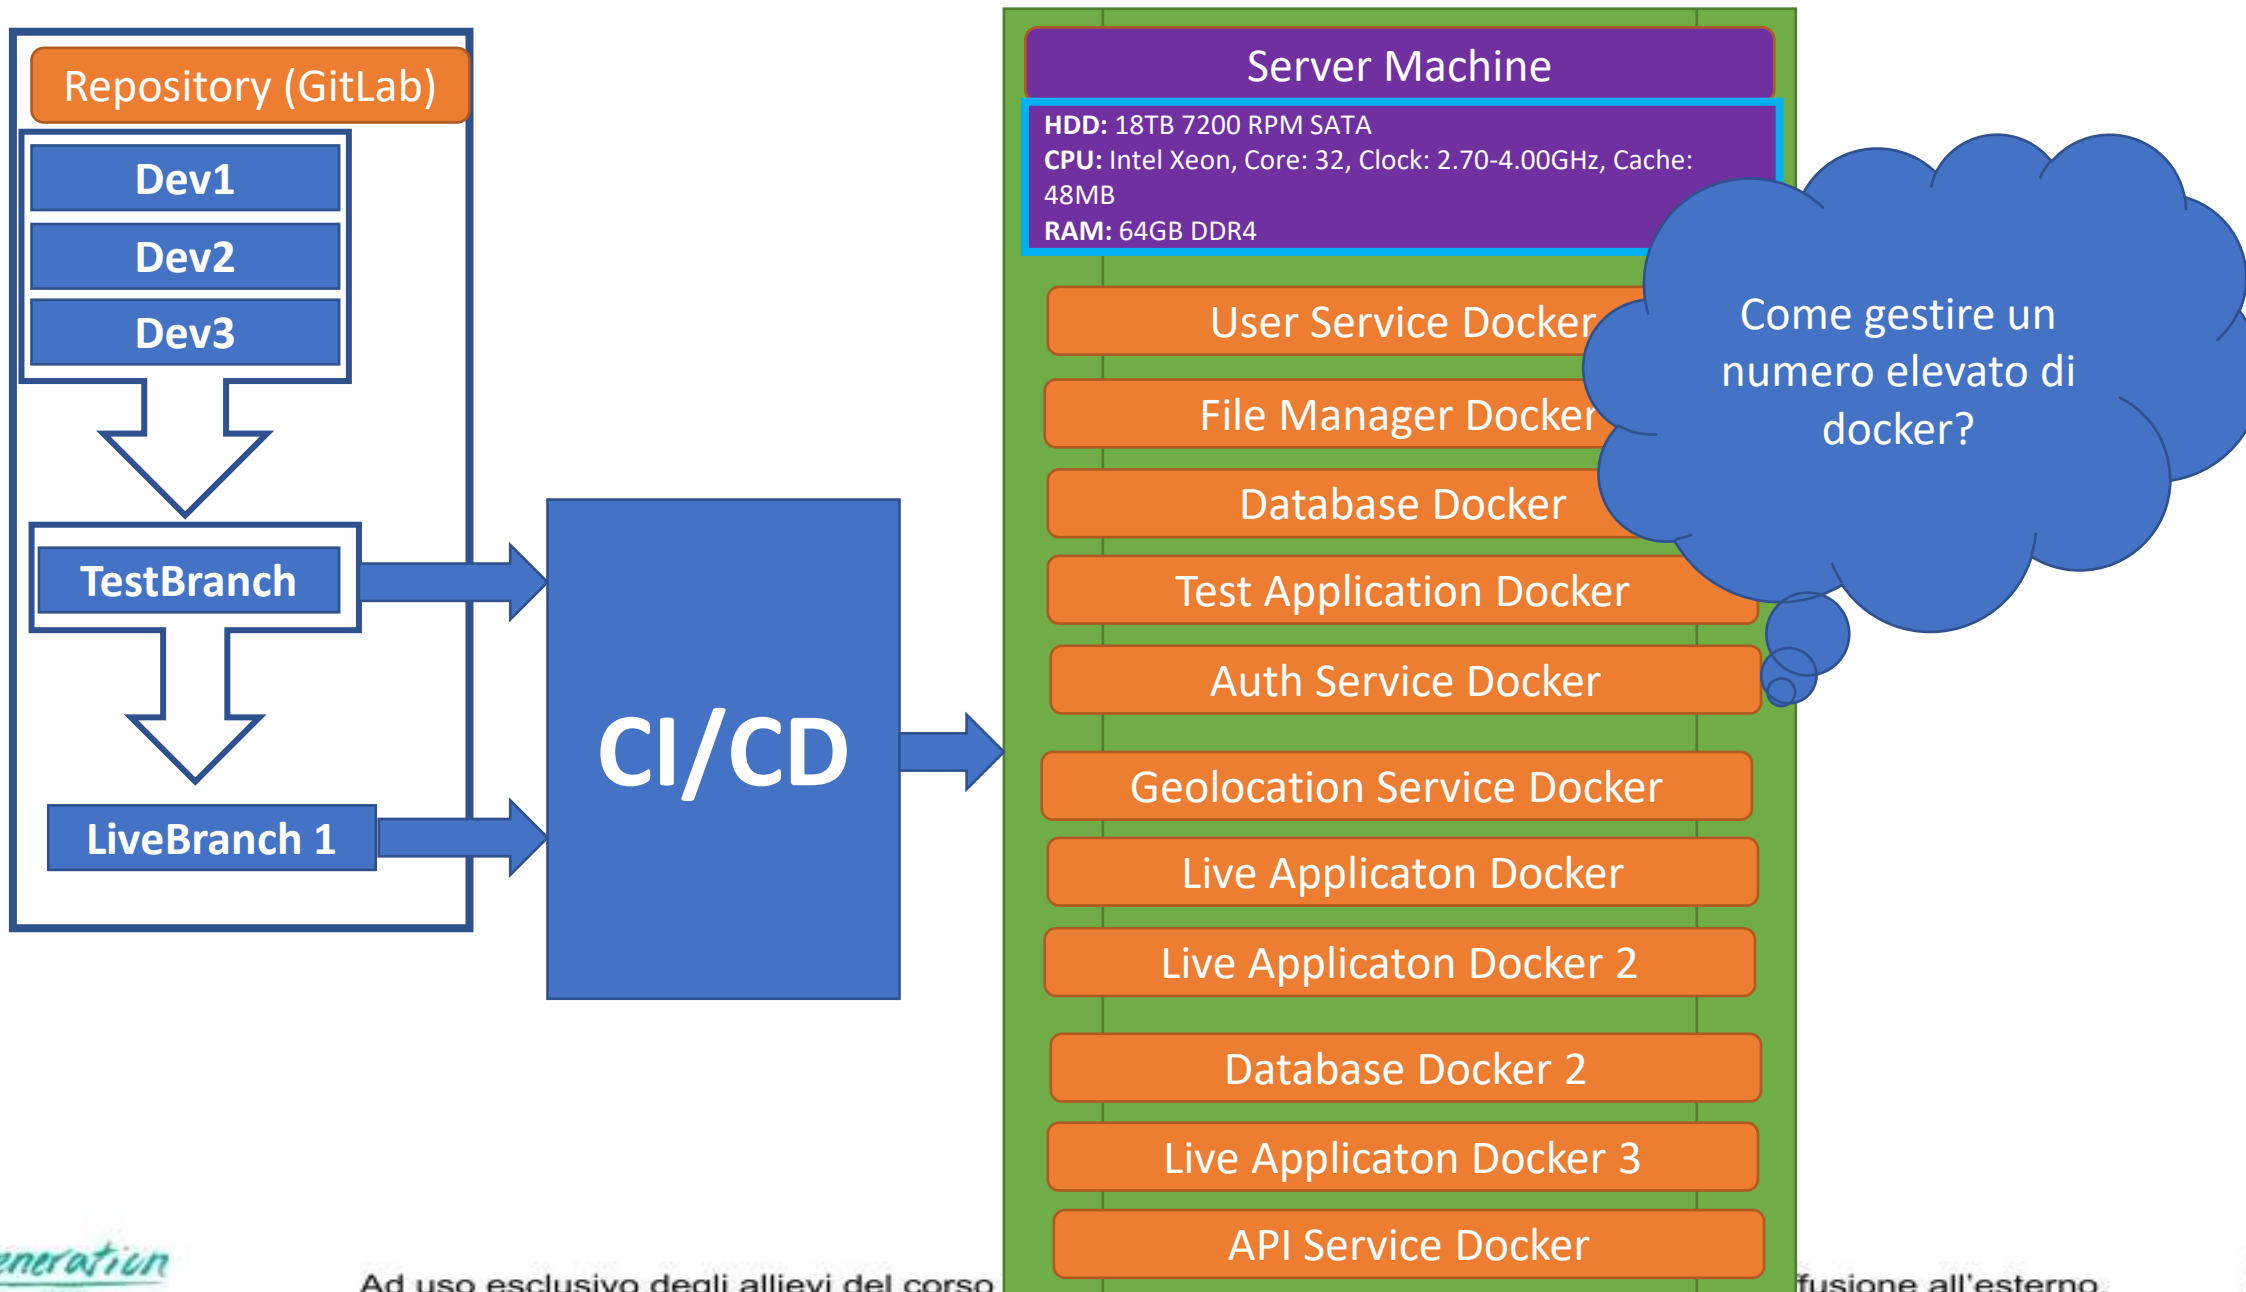 Repository (GitLab)
Dev1
Dev2
Dev3
TestBranch
LiveBranch 1
CI/CD
Server Machine
HDD: 18TB 7200 RPM SATA
CPU: Intel Xeon, Core: 32, Clock: 2.70-4.00GHz, Cache:
48MB
RAM: 64GB DDR4
User Service Docker
File Manager Docker
Database Docker
Test Application Docker
Auth Service Docker
Geolocation Service Docker
Live Applicaton Docker
Live Applicaton Docker 2
Database Docker 2
Live Applicaton Docker 3
API Service Docker
Come gestire un
numero elevato di
docker?
eneration
Ad uso esclusivo degli allievi del corso
ffusione all'esterno.